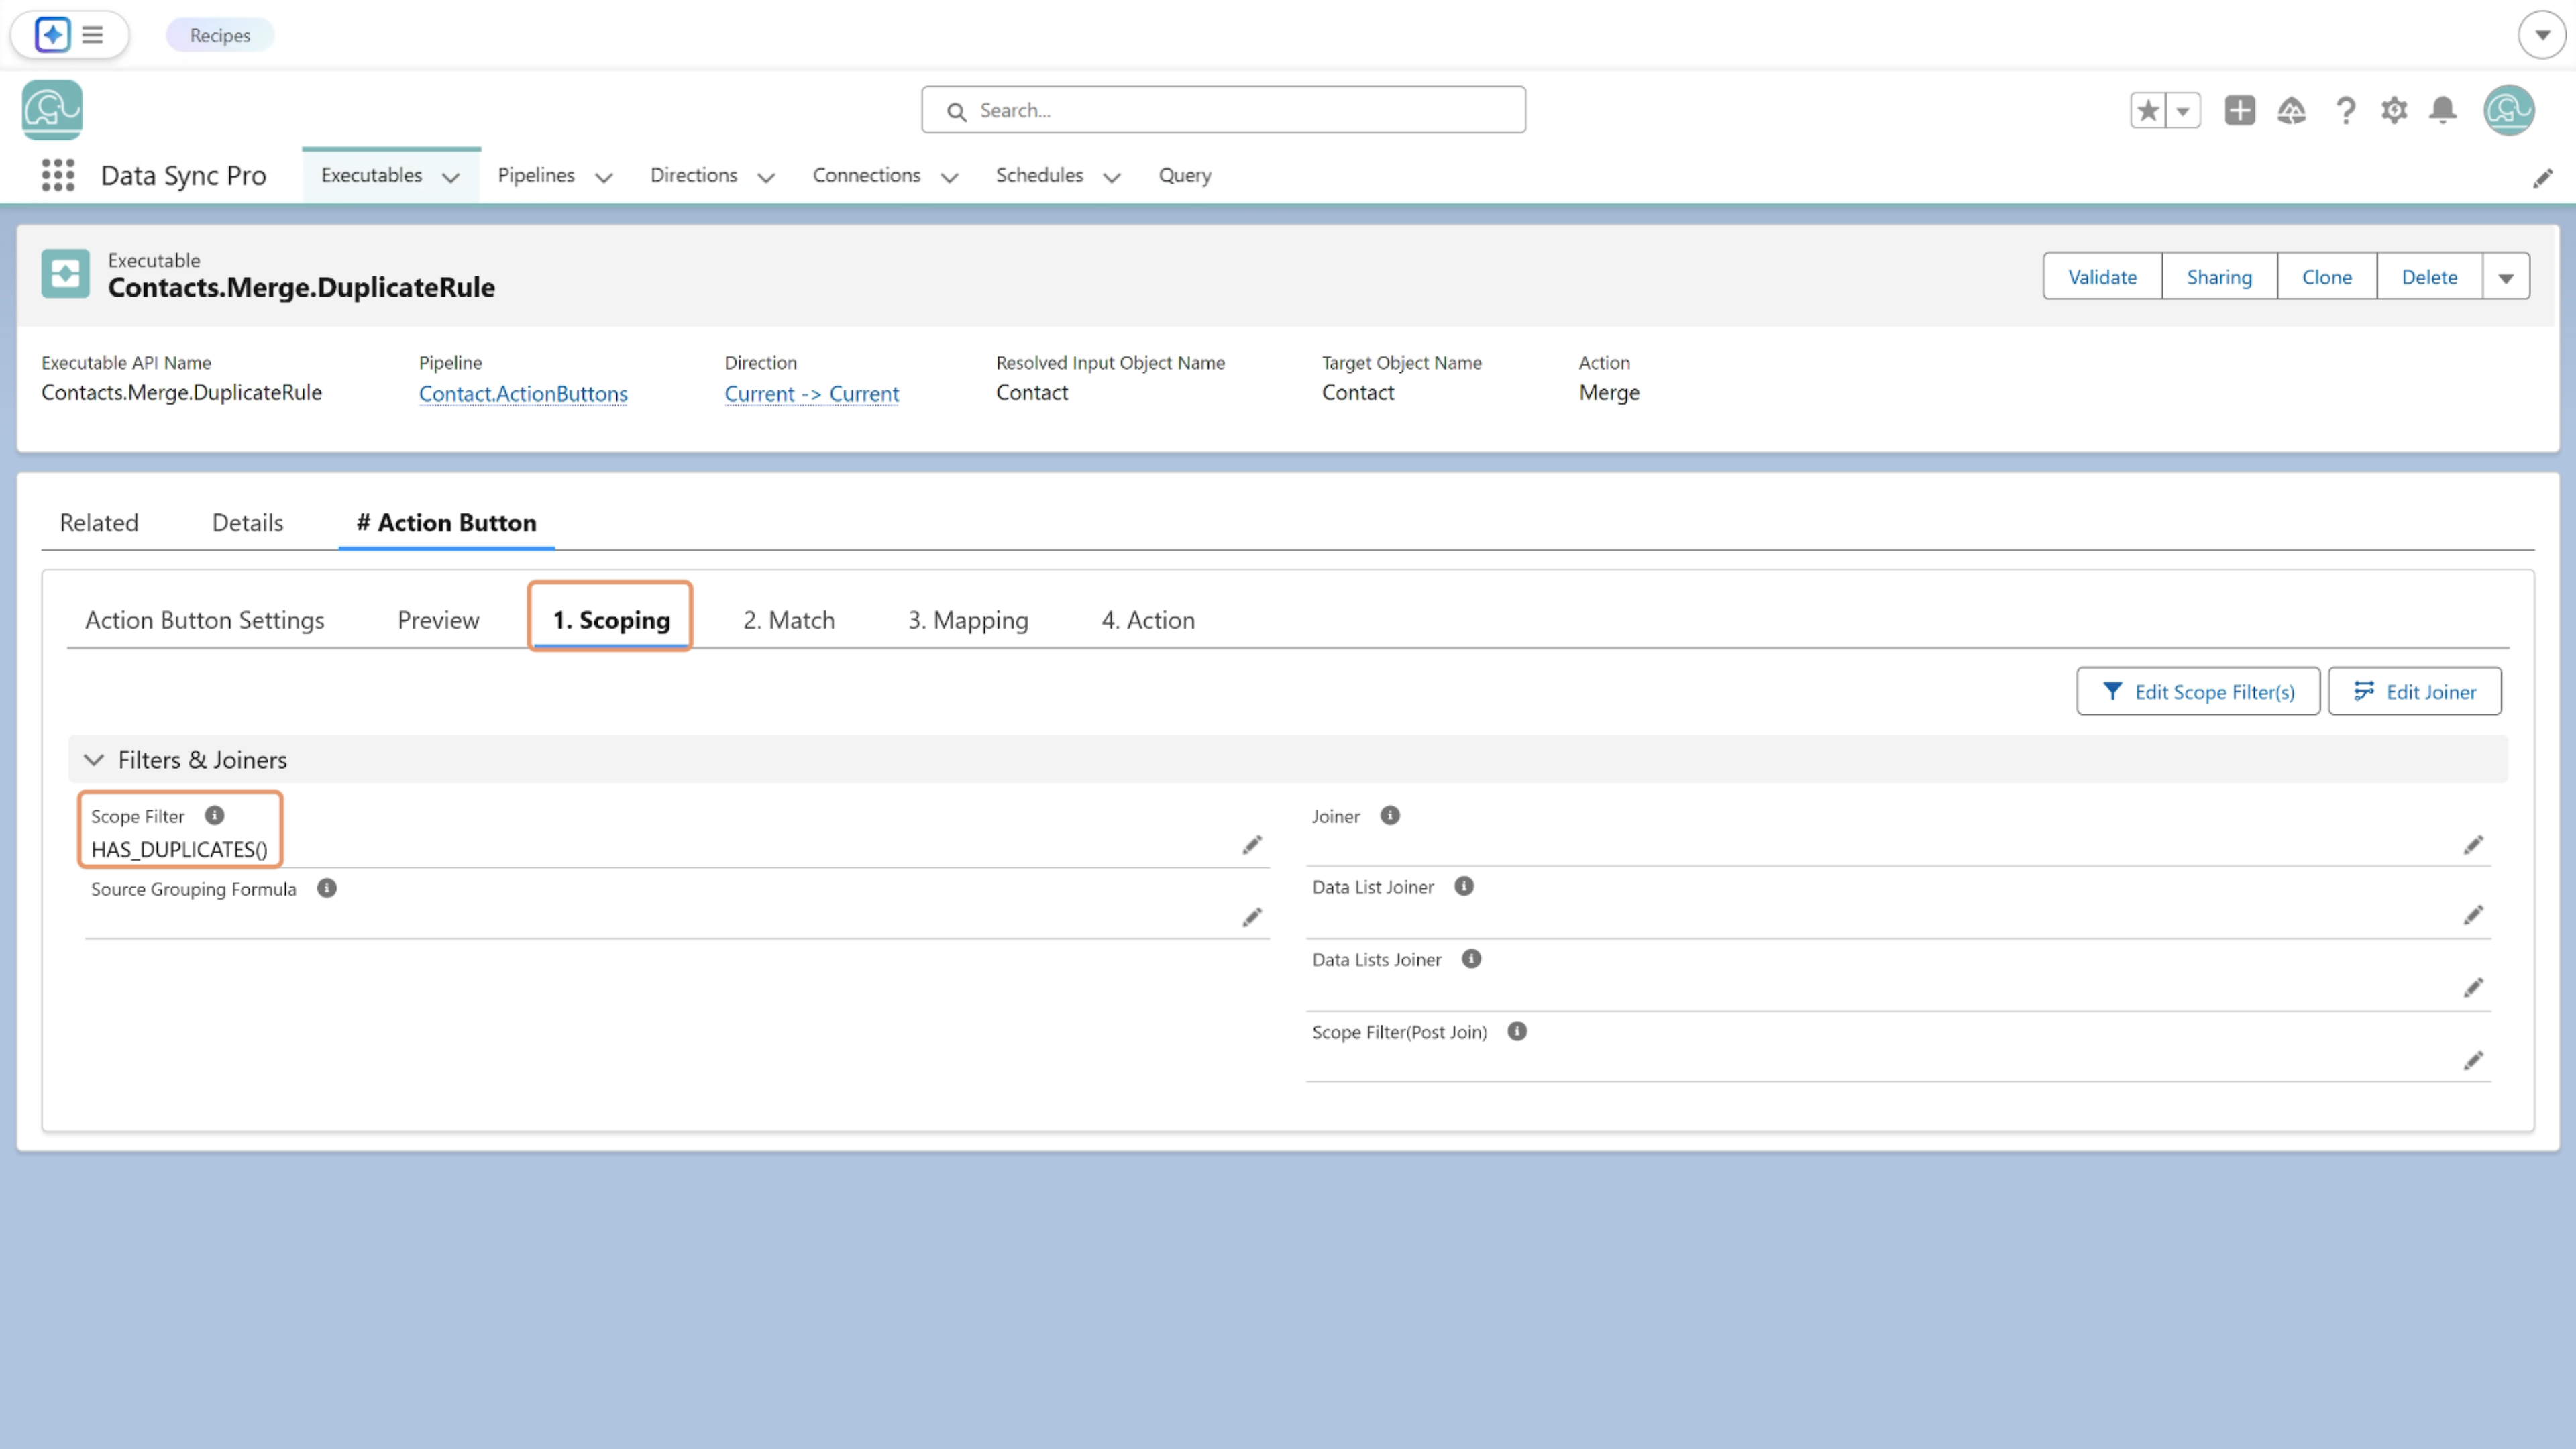 Recipes
Search...
Data Sync Pro
Executables
Pipelines
Directions
Connections
Schedules
Query
Executable
Contacts.Merge.DuplicateRule
Validate
Sharing
Clone
Delete
Executable API Name
Contacts.Merge.DuplicateRule
Pipeline
Contact.ActionButtons
Direction
Current -> Current
Resolved Input Object Name
Contact
Target Object Name
Contact
Action
Merge
Related
Details
# Action Button
Action Button Settings
Preview
1. Scoping
2. Match
3. Mapping
4. Action
Edit Scope Filter(s)
Edit Joiner
Filters & Joiners
Scope Filter
HAS_DUPLICATES()
Source Grouping Formula
Joiner
Data List Joiner
Data Lists Joiner
Scope Filter(Post Join)